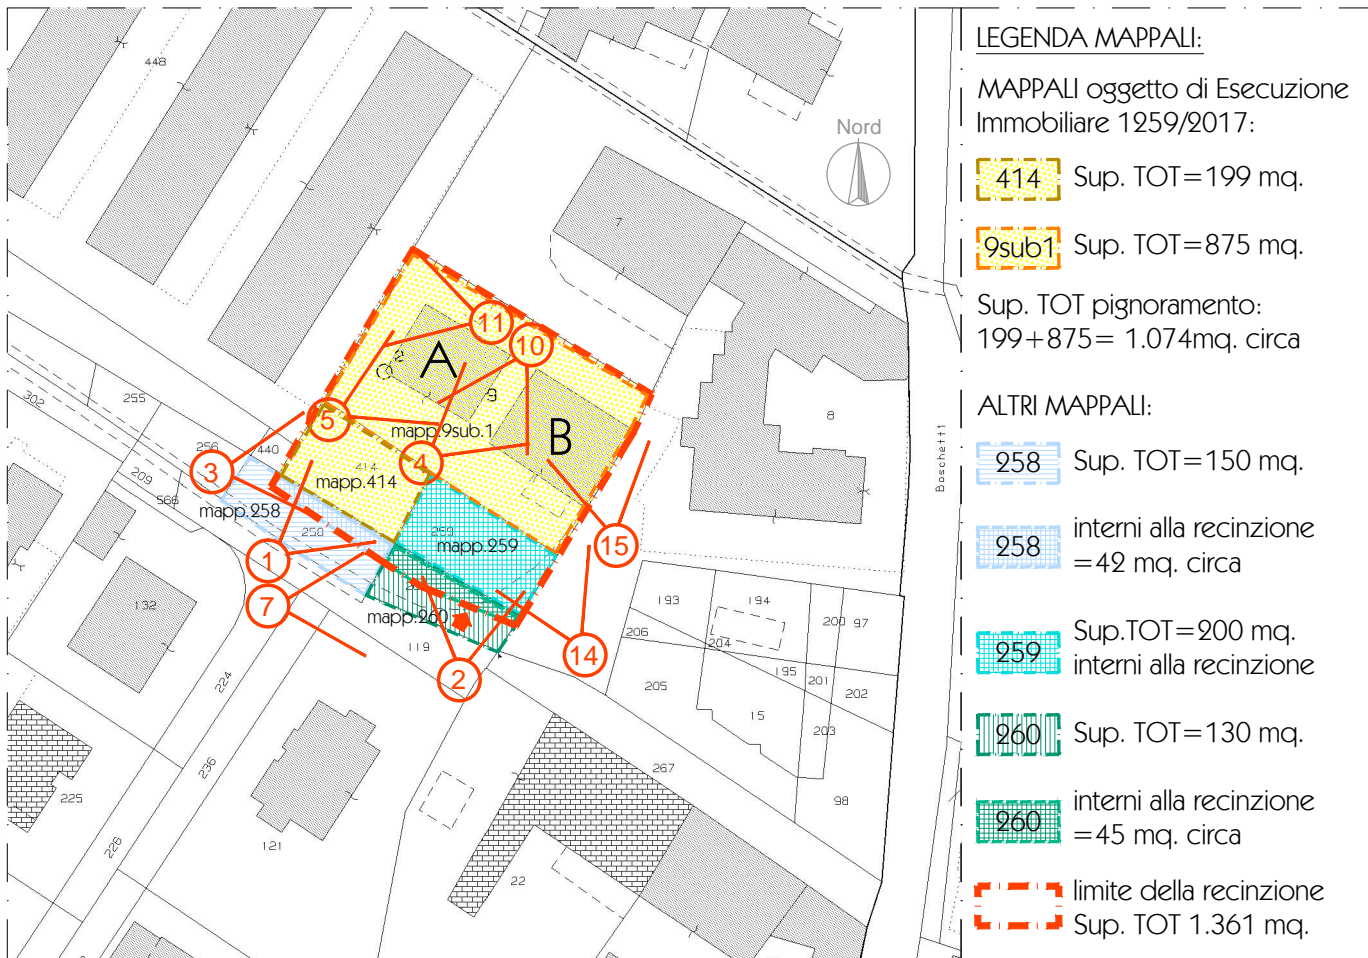 LEGENDA MAPPALI:
MAPPALI oggetto di Esecuzione
Immobiliare 1259/2017:
414 Sup. TOT=199 mq.
9sub1 Sup. TOT=875 mq.
Sup. TOT pignoramento:
199+875= 1.074mq. circa
ALTRI MAPPALI:
258 Sup. TOT=150 mq.
258 interni alla recinzione
=42 mq. circa
259 Sup.TOT=200 mq.
interni alla recinzione
260 Sup. TOT=130 mq.
260 interni alla recinzione
=45 mq. circa
limite della recinzione
Sup. TOT 1.361 mq.
Nord
448
7
8
Boschetti
11
10
A
B
9
5
mapp.9sub.1
4
3
414
mapp.414
302
255
256
440
209
566
mapp.258
258
259
mapp.259
15
1
7
mapp.260
119
2
14
132
193
194
206
204
200
97
195
201
202
205
15
203
98
224
236
225
226
121
267
22